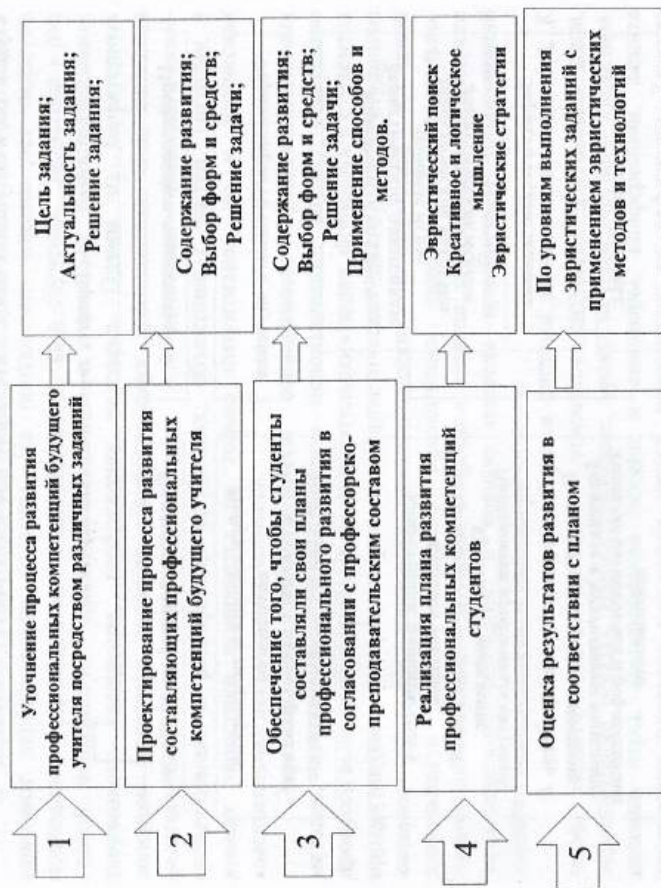 1
Уточнение процесса развития
профессиональных компетенций будущего
учителя посредством различных заданий
Цель задания;
Актуальность задания;
Решение задания;
2
Проектирование процесса развития
составляющих профессиональных
компетенций будущего учителя
Содержание развития;
Выбор форм и средств;
Решение задачи;
3
Обеспечение того, чтобы студенты
составляли свои планы
профессионального развития в
согласовании с профессорско-
преподавательским составом
Содержание развития;
Выбор форм и средств;
Решение задачи;
Применение способов и
методов.
4
Реализация плана развития
профессиональных компетенций
студентов
Эвристический поиск
Креативное и логическое
мышление
Эвристические стратегии
5
Оценка результатов развития в
соответствии с планом
По уровням выполнения
эвристических заданий с
применением эвристических
методов и технологий